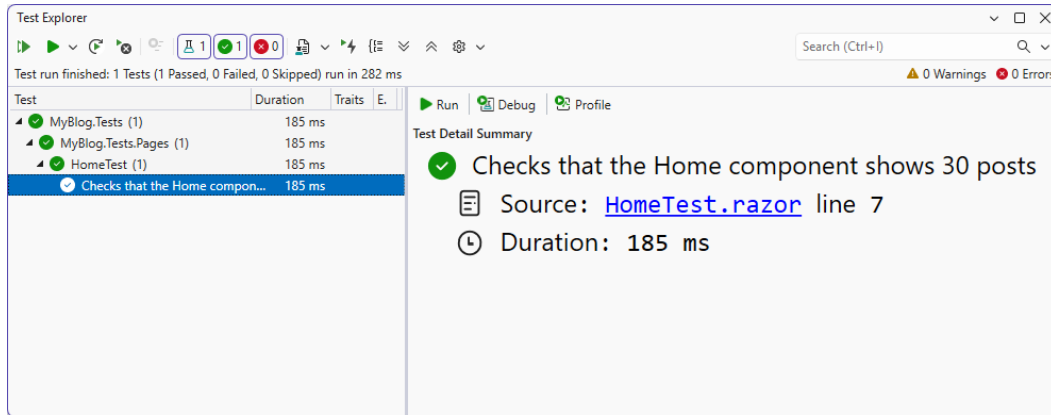 Test Explorer
1 1 0 Search (Ctrl+I)
Test run finished: 1 Tests (1 Passed, 0 Failed, 0 Skipped) run in 282 ms 0 Warnings 0 Errors
Test Duration Traits E.
MyBlog.Tests (1) 185 ms
MyBlog.Tests.Pages (1) 185 ms
HomeTest (1) 185 ms
Checks that the Home compon... 185 ms
Run Debug Profile
Test Detail Summary
Checks that the Home component shows 30 posts
Source: HomeTest.razor line 7
Duration: 185 ms